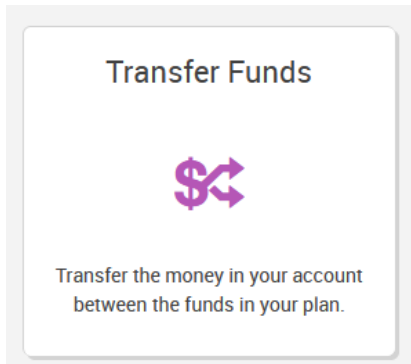 Transfer Funds
$
Transfer the money in your account
between the funds in your plan.